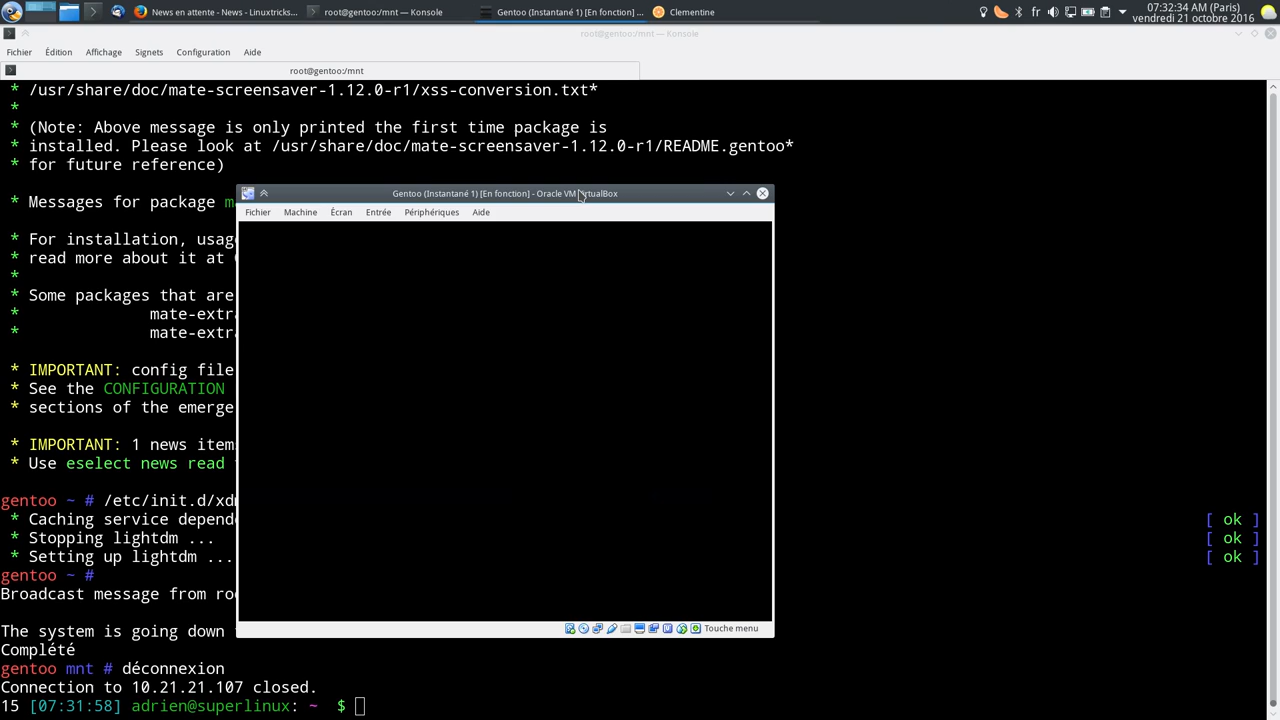 News en attente - News - Linuxtricks...
root@gentoo:/mnt — Konsole
Gentoo (Instantané 1) [En fonction] ...
Clementine
fr
07:32:34 AM (Paris)
vendredi 21 octobre 2016
root@gentoo:/mnt — Konsole
Fichier Édition Affichage Signets Configuration Aide
root@gentoo:/mnt
* /usr/share/doc/mate-screensaver-1.12.0-r1/xss-conversion.txt*
*
* (Note: Above message is only printed the first time package is
* installed. Please look at /usr/share/doc/mate-screensaver-1.12.0-r1/README.gentoo*
* for future reference)
* Messages for package m
* For installation, usag
* read more about it at
*
* Some packages that are
* mate-extr
* mate-extr
* IMPORTANT: config file
* See the CONFIGURATION
* sections of the emerge
* IMPORTANT: 1 news item
* Use eselect news read
gentoo ~ # /etc/init.d/xd
* Caching service depend [ ok ]
* Stopping lightdm ... [ ok ]
* Setting up lightdm ... [ ok ]
gentoo ~ #
Broadcast message from ro
The system is going down
Complété
gentoo mnt # déconnexion
Connection to 10.21.21.107 closed.
15 [07:31:58] adrien@superlinux: ~ $
Gentoo (Instantané 1) [En fonction] - Oracle VM VirtualBox
Fichier Machine Écran Entrée Périphériques Aide
Touche menu